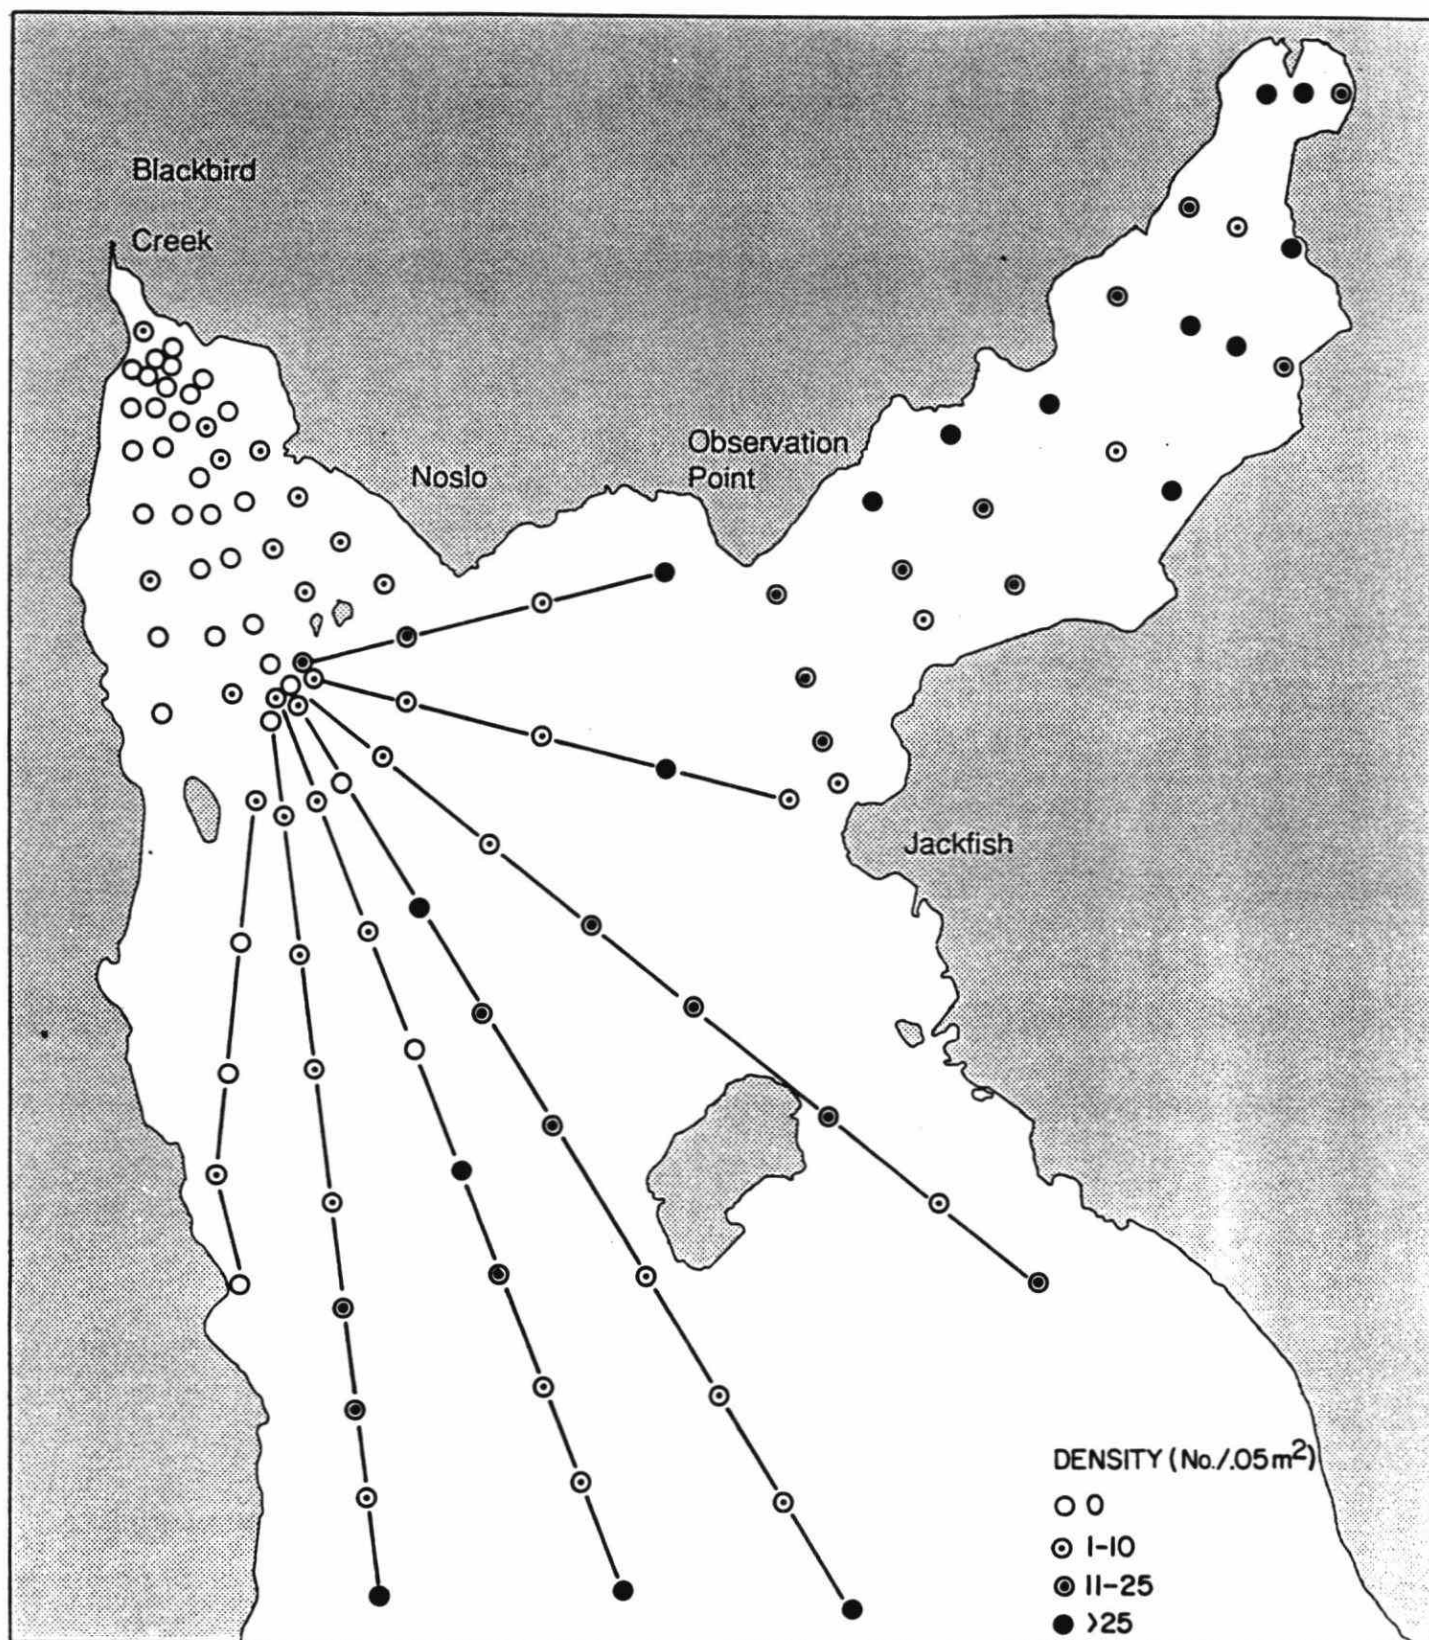 Blackbird
Creek
Noslo
Observation
Point
Jackfish
DENSITY (No./.05m²)
0
1-10
11-25
>25